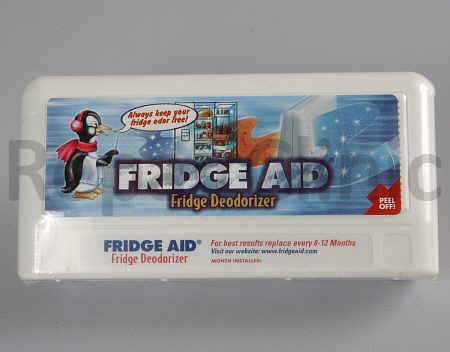 Always keep your
fridge odor free!
FRIDGE AID
Fridge Deodorizer
PEEL
OFF!
FRIDGE AID®
Fridge Deodorizer
For best results replace every 8-12 Months
Visit our website: www.fridgeaid.com
MONTH INSTALLED: